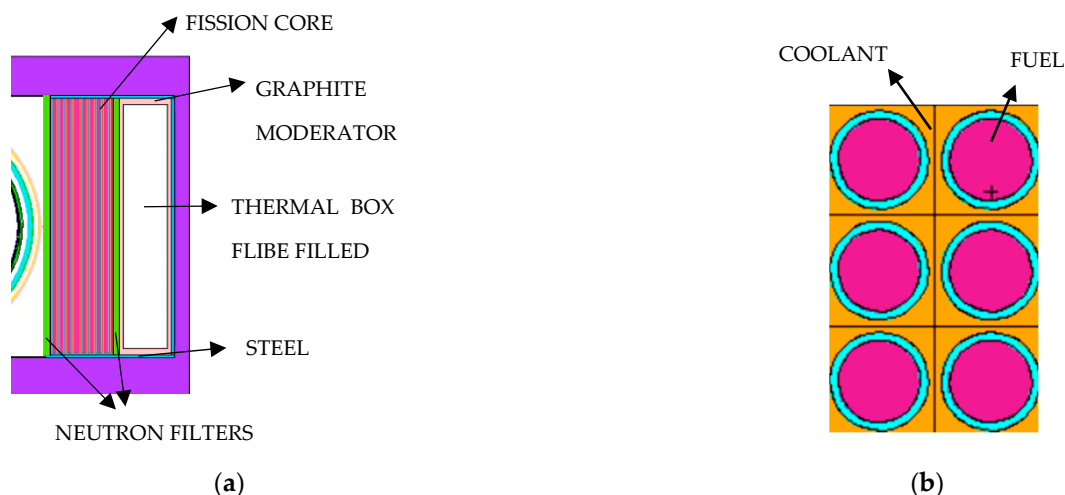 FISSION CORE
GRAPHITE
MODERATOR
THERMAL BOX
FLIBE FILLED
STEEL
NEUTRON FILTERS
(a)
COOLANT
FUEL
(b)